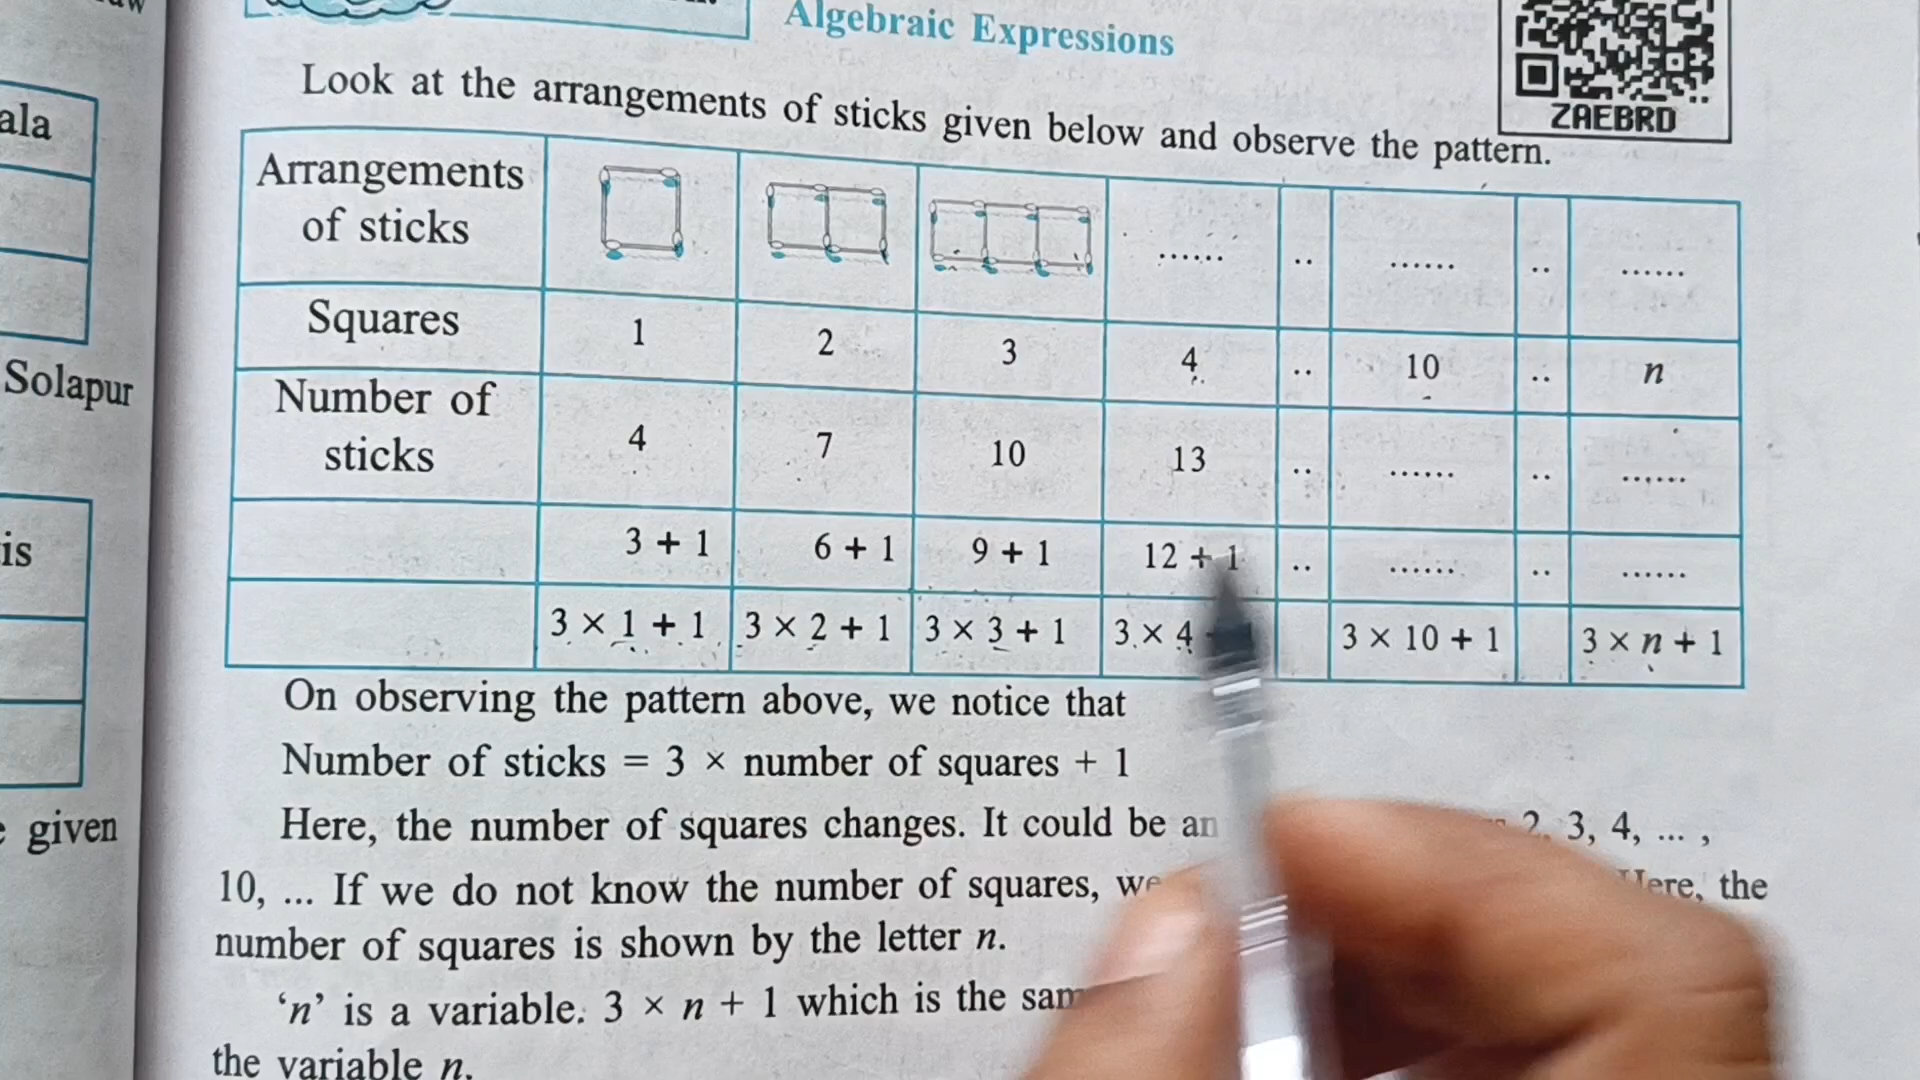 Algebraic Expressions
ZAEBRD
Look at the arrangements of sticks given below and observe the pattern.
ala
Arrangements of sticks ...... .. ...... .. ......
Squares 1 2 3 4 .. 10 .. n
Solapur
Number of sticks 4 7 10 13 .. ...... .. ......
is
3 + 1 6 + 1 9 + 1 12 + 1 .. ...... .. ......
3 × 1 + 1 3 × 2 + 1 3 × 3 + 1 3 × 4 3 × 10 + 1 3 × n + 1
On observing the pattern above, we notice that
Number of sticks = 3 × number of squares + 1
given
Here, the number of squares changes. It could be 2, 3, 4, ... ,
10, ... If we do not know the number of squares, we Here, the
number of squares is shown by the letter n.
‘n’ is a variable. 3 × n + 1 which is the
the variable n.